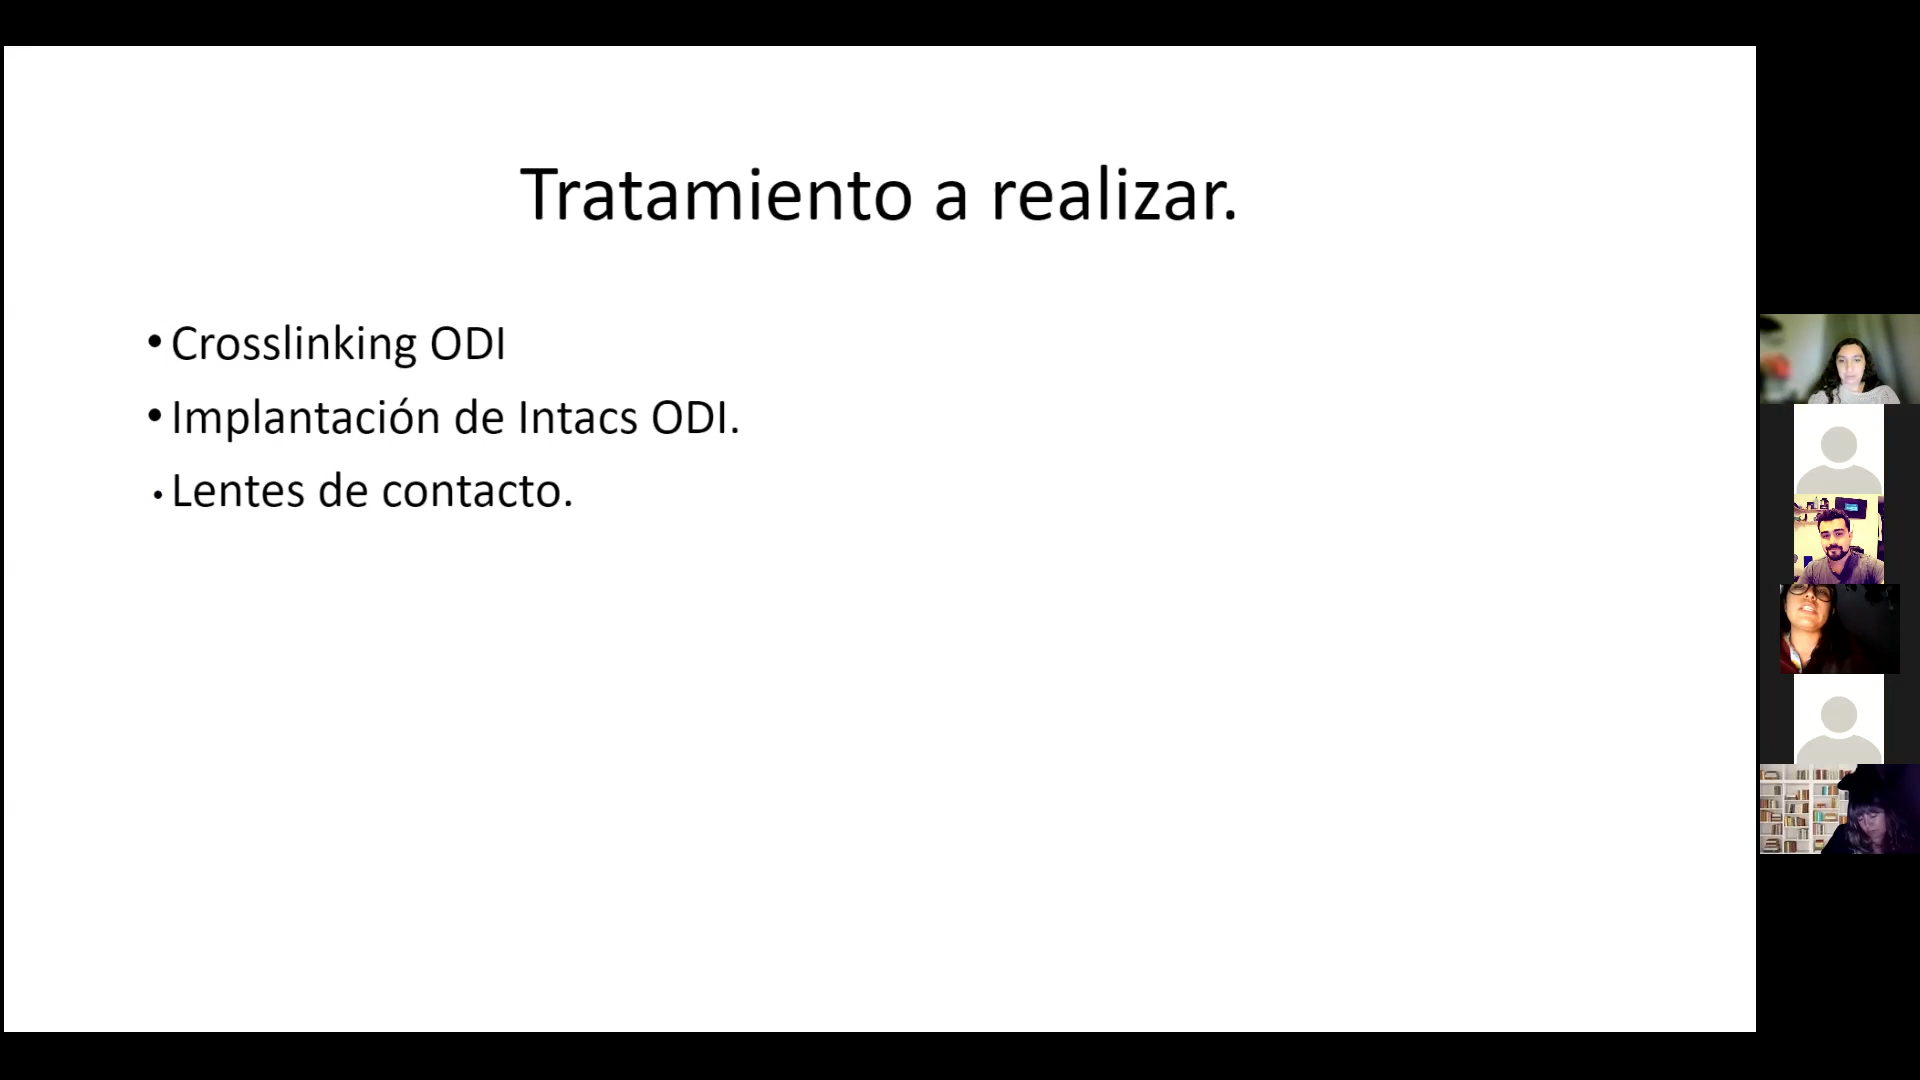 Tratamiento a realizar.
• Crosslinking ODI
• Implantación de Intacs ODI.
• Lentes de contacto.